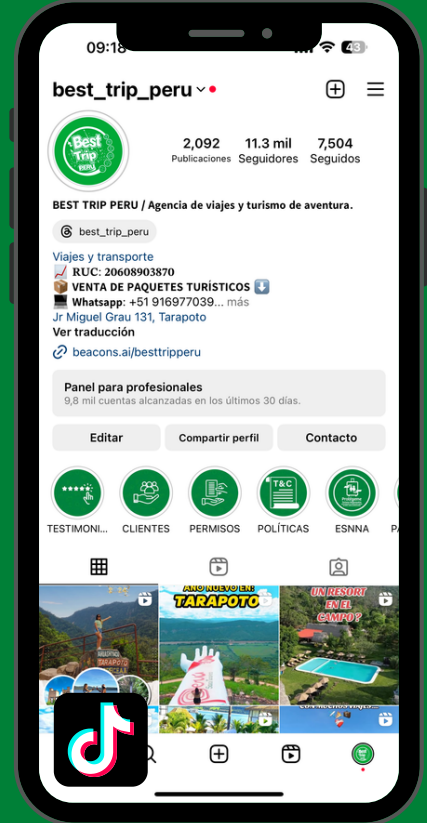 09:18
43
best_trip_peru
Best
Trip
PERU
2,092
Publicaciones
11.3 mil
Seguidores
7,504
Seguidos
BEST TRIP PERU / Agencia de viajes y turismo de aventura.
best_trip_peru
Viajes y transporte
RUC: 20608903870
VENTA DE PAQUETES TURÍSTICOS
Whatsapp: +51 916977039... más
Jr Miguel Grau 131, Tarapoto
Ver traducción
beacons.ai/besttripperu
Panel para profesionales
9,8 mil cuentas alcanzadas en los últimos 30 días.
Editar
Compartir perfil
Contacto
T&C
TESTIMONI...
CLIENTES
PERMISOS
POLÍTICAS
ESNNA
TARAPOTO
AÑO NUEVO EN:
TARAPOTO
UN RESORT
EN EL
CAMPO?
CON MUCHOS VIAJES...